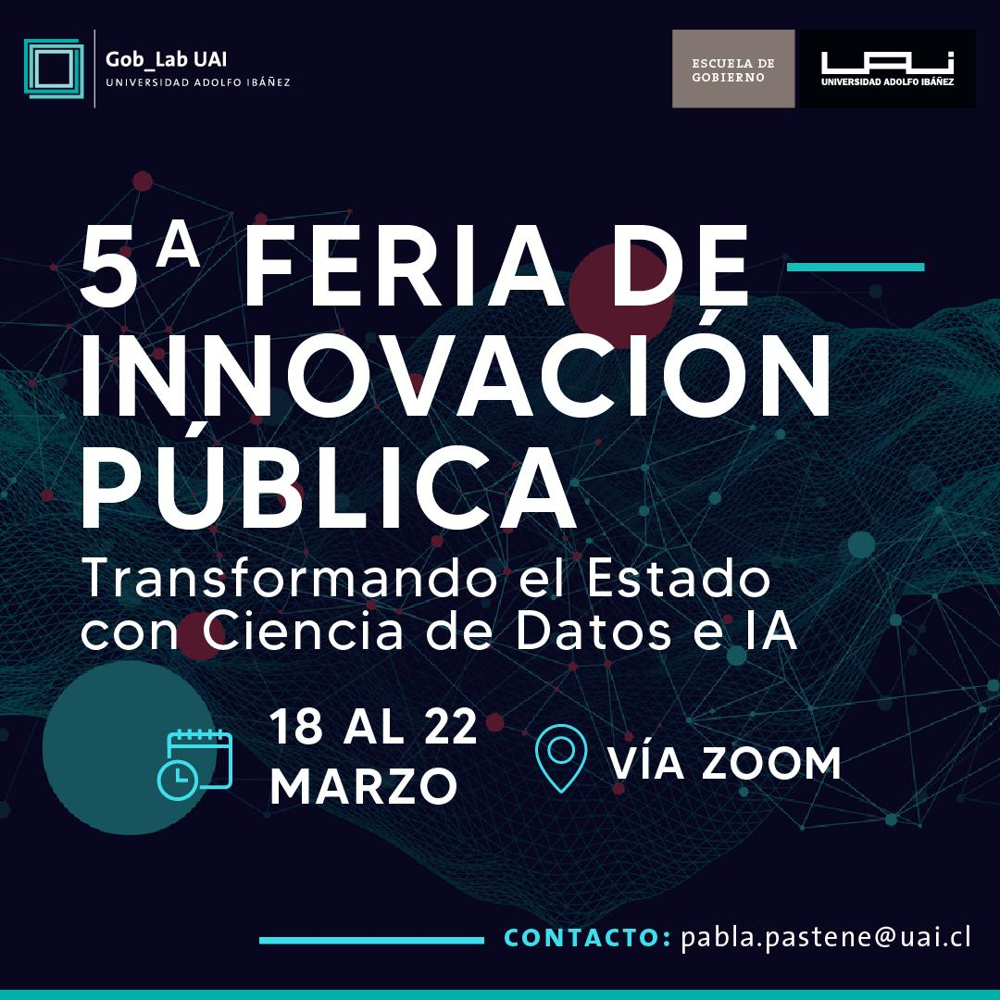 Gob_Lab UAI
UNIVERSIDAD ADOLFO IBÁÑEZ
ESCUELA DE
GOBIERNO
UAi
UNIVERSIDAD ADOLFO IBÁÑEZ
5ᴬ FERIA DE
INNOVACIÓN
PÚBLICA
Transformando el Estado
con Ciencia de Datos e IA
18 AL 22
MARZO
VÍA ZOOM
CONTACTO: pabla.pastene@uai.cl